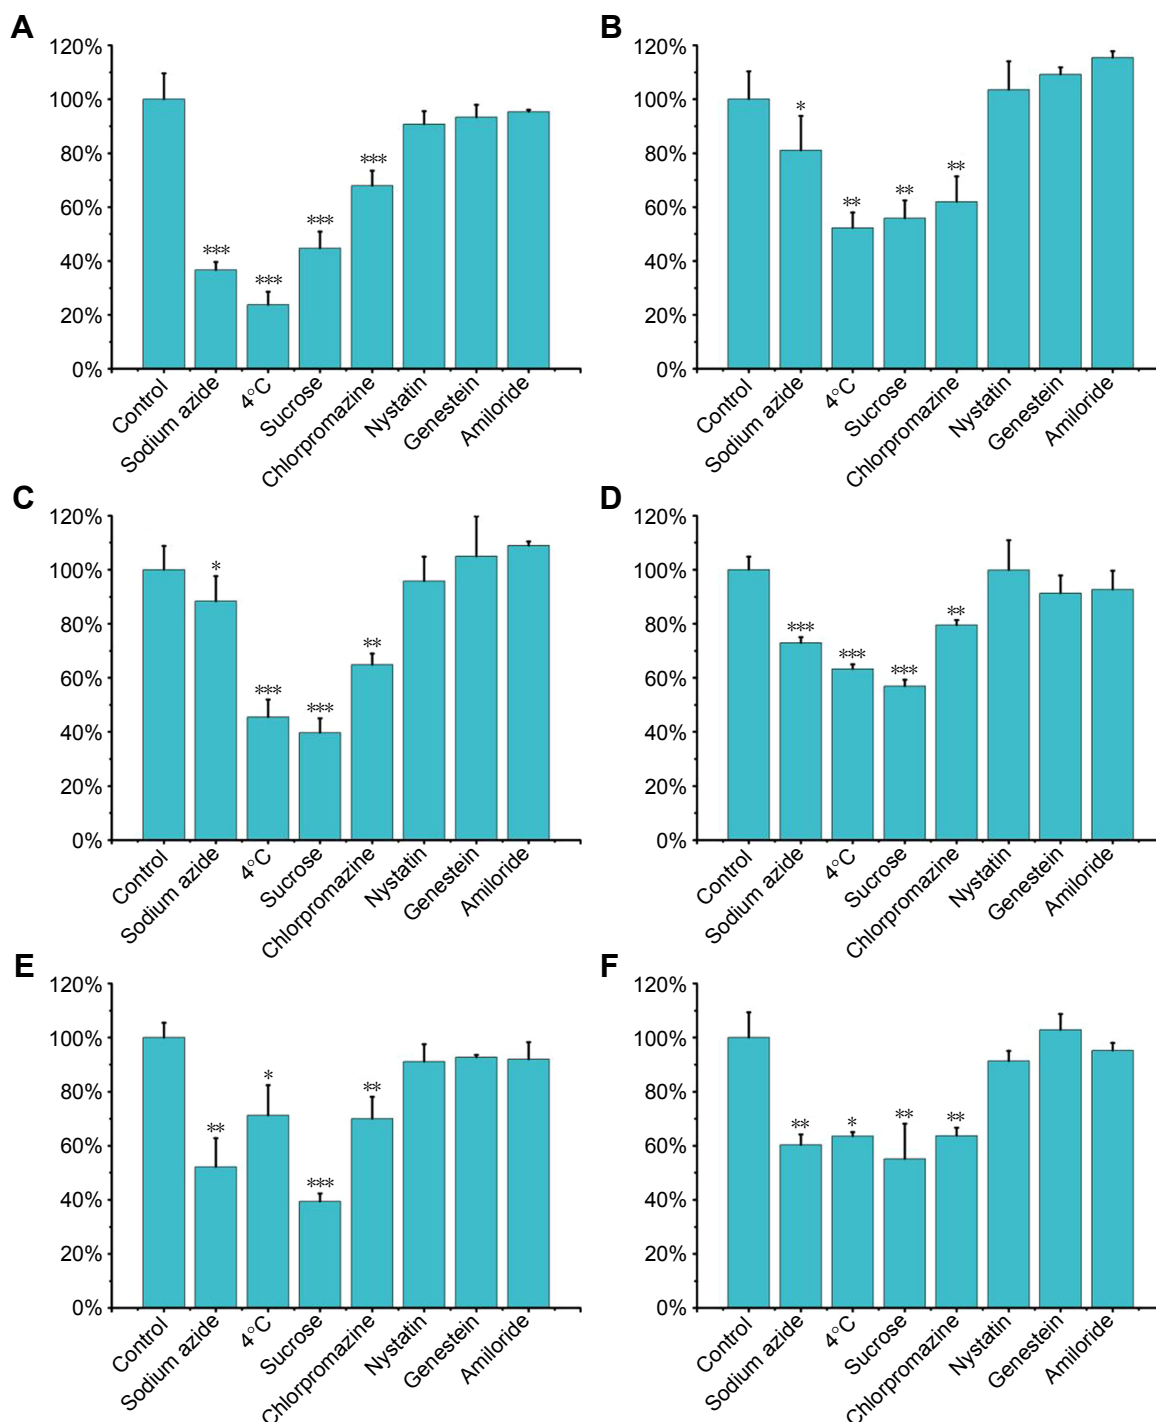 A
120%
100%
80%
60%
40%
20%
0%
***
***
***
***
Control
Sodium azide
4°C
Sucrose
Chlorpromazine
Nystatin
Genestein
Amiloride
B
120%
100%
80%
60%
40%
20%
0%
*
**
**
**
Control
Sodium azide
4°C
Sucrose
Chlorpromazine
Nystatin
Genestein
Amiloride
C
120%
100%
80%
60%
40%
20%
0%
*
***
***
**
Control
Sodium azide
4°C
Sucrose
Chlorpromazine
Nystatin
Genestein
Amiloride
D
120%
100%
80%
60%
40%
20%
0%
***
***
***
**
Control
Sodium azide
4°C
Sucrose
Chlorpromazine
Nystatin
Genestein
Amiloride
E
120%
100%
80%
60%
40%
20%
0%
**
*
***
**
Control
Sodium azide
4°C
Sucrose
Chlorpromazine
Nystatin
Genestein
Amiloride
F
120%
100%
80%
60%
40%
20%
0%
**
*
**
**
Control
Sodium azide
4°C
Sucrose
Chlorpromazine
Nystatin
Genestein
Amiloride